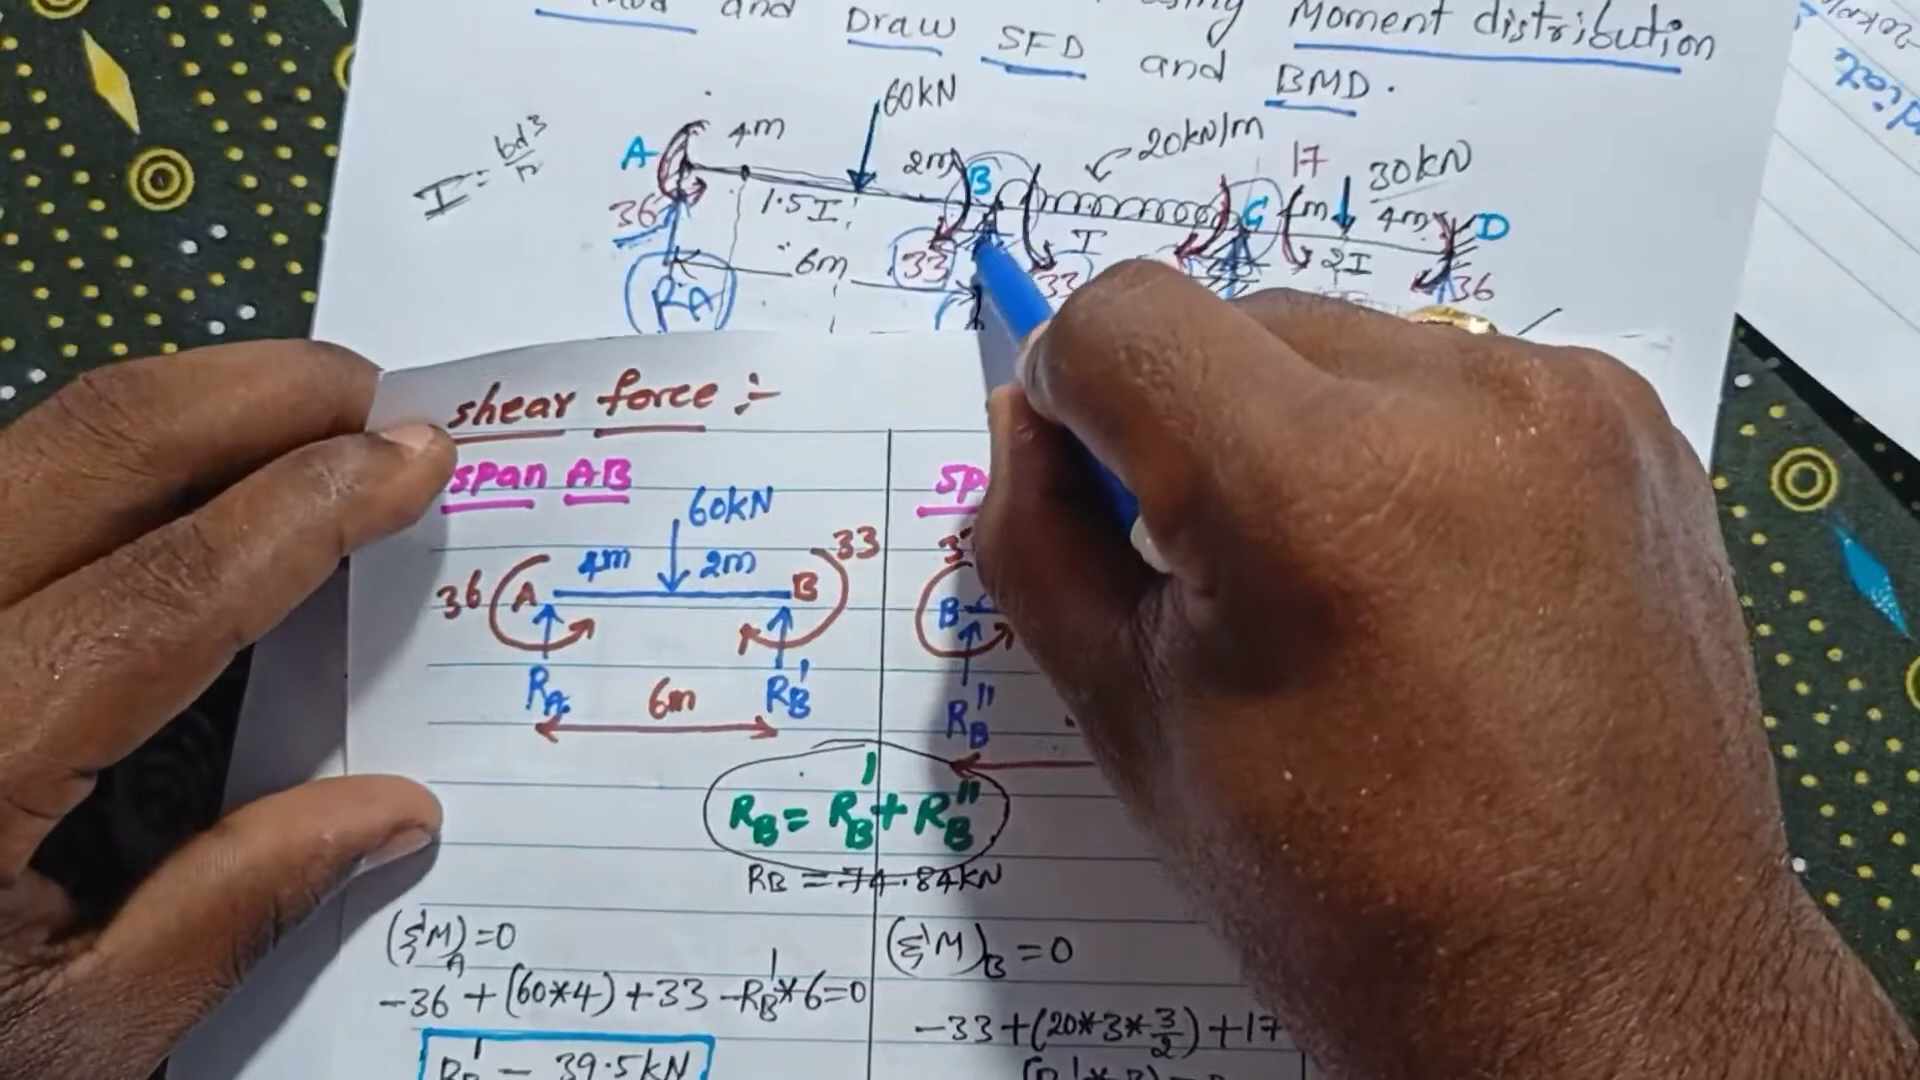 and Draw SFD using Moment distribution
and BMD.
I = bd³/12
A 4m 60kN 2m B 20kN/m C 17 m 30kN 4m D
36 1.5I 33 I 33 2I 36
6m
RA
shear force :-
span AB
60kN
4m 2m 33
36 A B
RA RB'
6m
B
RB''
RB = RB' + RB''
RB = 74.84kN
(ΣM)A = 0
-36 + (60*4) + 33 - RB'*6 = 0
RB' = 39.5kN
(ΣM)B = 0
-33 + (20*3*3/2) + 17